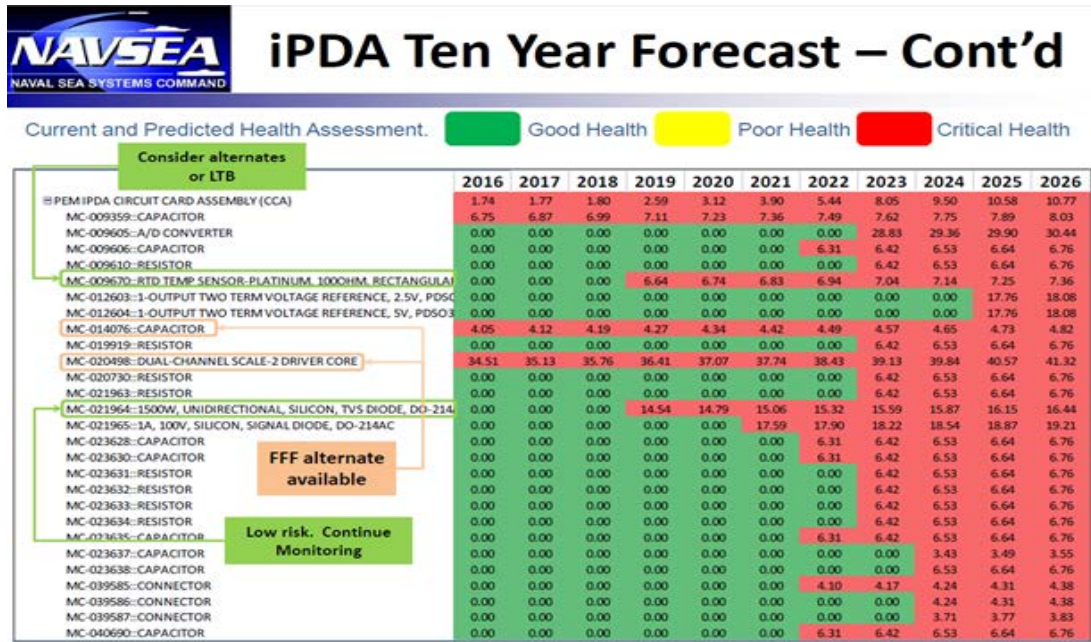 NAVSEA
NAVAL SEA SYSTEMS COMMAND
iPDA Ten Year Forecast – Cont'd
Current and Predicted Health Assessment. Good Health Poor Health Critical Health
Consider alternates
or LTB
2016 2017 2018 2019 2020 2021 2022 2023 2024 2025 2026
PEM IPDA CIRCUIT CARD ASSEMBLY (CCA) 1.74 1.77 1.80 2.59 3.12 3.90 5.44 8.05 9.50 10.58 10.77
MC-009359::CAPACITOR 6.75 6.87 6.99 7.11 7.23 7.36 7.49 7.62 7.75 7.89 8.03
MC-009605::A/D CONVERTER 0.00 0.00 0.00 0.00 0.00 0.00 0.00 28.83 29.36 29.90 30.44
MC-009606::CAPACITOR 0.00 0.00 0.00 0.00 0.00 0.00 6.31 6.42 6.53 6.64 6.76
MC-009610::RESISTOR 0.00 0.00 0.00 0.00 0.00 0.00 0.00 6.42 6.53 6.64 6.76
MC-009670::RTD TEMP SENSOR-PLATINUM, 100OHM, RECTANGULAR 0.00 0.00 0.00 6.64 6.74 6.83 6.94 7.04 7.14 7.25 7.36
MC-012603::1-OUTPUT TWO TERM VOLTAGE REFERENCE, 2.5V, PDSO 0.00 0.00 0.00 0.00 0.00 0.00 0.00 0.00 0.00 17.76 18.08
MC-012604::1-OUTPUT TWO TERM VOLTAGE REFERENCE, 5V, PDSO3 0.00 0.00 0.00 0.00 0.00 0.00 0.00 0.00 0.00 17.76 18.08
MC-014076::CAPACITOR 4.05 4.12 4.19 4.27 4.34 4.42 4.49 4.57 4.65 4.73 4.82
MC-019919::RESISTOR 0.00 0.00 0.00 0.00 0.00 0.00 0.00 6.42 6.53 6.64 6.76
MC-020498::DUAL-CHANNEL SCALE-2 DRIVER CORE 34.51 35.13 35.76 36.41 37.07 37.74 38.43 39.13 39.84 40.57 41.32
MC-020730::RESISTOR 0.00 0.00 0.00 0.00 0.00 0.00 0.00 6.42 6.53 6.64 6.76
MC-021963::RESISTOR 0.00 0.00 0.00 0.00 0.00 0.00 0.00 6.42 6.53 6.64 6.76
MC-021964::1500W, UNIDIRECTIONAL, SILICON, TVS DIODE, DO-214 0.00 0.00 0.00 14.54 14.79 15.06 15.32 15.59 15.87 16.15 16.44
MC-021965::1A, 100V, SILICON, SIGNAL DIODE, DO-214AC 0.00 0.00 0.00 0.00 0.00 17.59 17.90 18.22 18.54 18.87 19.21
MC-023628::CAPACITOR 0.00 0.00 0.00 0.00 0.00 0.00 6.31 6.42 6.53 6.64 6.76
MC-023630::CAPACITOR 0.00 0.00 0.00 0.00 0.00 0.00 6.31 6.42 6.53 6.64 6.76
FFF alternate
available
MC-023631::RESISTOR 0.00 0.00 0.00 0.00 0.00 0.00 0.00 6.42 6.53 6.64 6.76
MC-023632::RESISTOR 0.00 0.00 0.00 0.00 0.00 0.00 0.00 6.42 6.53 6.64 6.76
MC-023633::RESISTOR 0.00 0.00 0.00 0.00 0.00 0.00 0.00 6.42 6.53 6.64 6.76
MC-023634::RESISTOR 0.00 0.00 0.00 0.00 0.00 0.00 0.00 6.42 6.53 6.64 6.76
MC-023635::CAPACITOR 0.00 0.00 0.00 0.00 0.00 0.00 6.31 6.42 6.53 6.64 6.76
Low risk. Continue
Monitoring
MC-023637::CAPACITOR 0.00 0.00 0.00 0.00 0.00 0.00 0.00 0.00 3.43 3.49 3.55
MC-023638::CAPACITOR 0.00 0.00 0.00 0.00 0.00 0.00 0.00 0.00 6.53 6.64 6.76
MC-039585::CONNECTOR 0.00 0.00 0.00 0.00 0.00 0.00 4.10 4.17 4.24 4.31 4.38
MC-039586::CONNECTOR 0.00 0.00 0.00 0.00 0.00 0.00 0.00 0.00 4.24 4.31 4.38
MC-039587::CONNECTOR 0.00 0.00 0.00 0.00 0.00 0.00 0.00 0.00 3.71 3.77 3.83
MC-040690::CAPACITOR 0.00 0.00 0.00 0.00 0.00 0.00 6.31 6.42 6.53 6.64 6.76